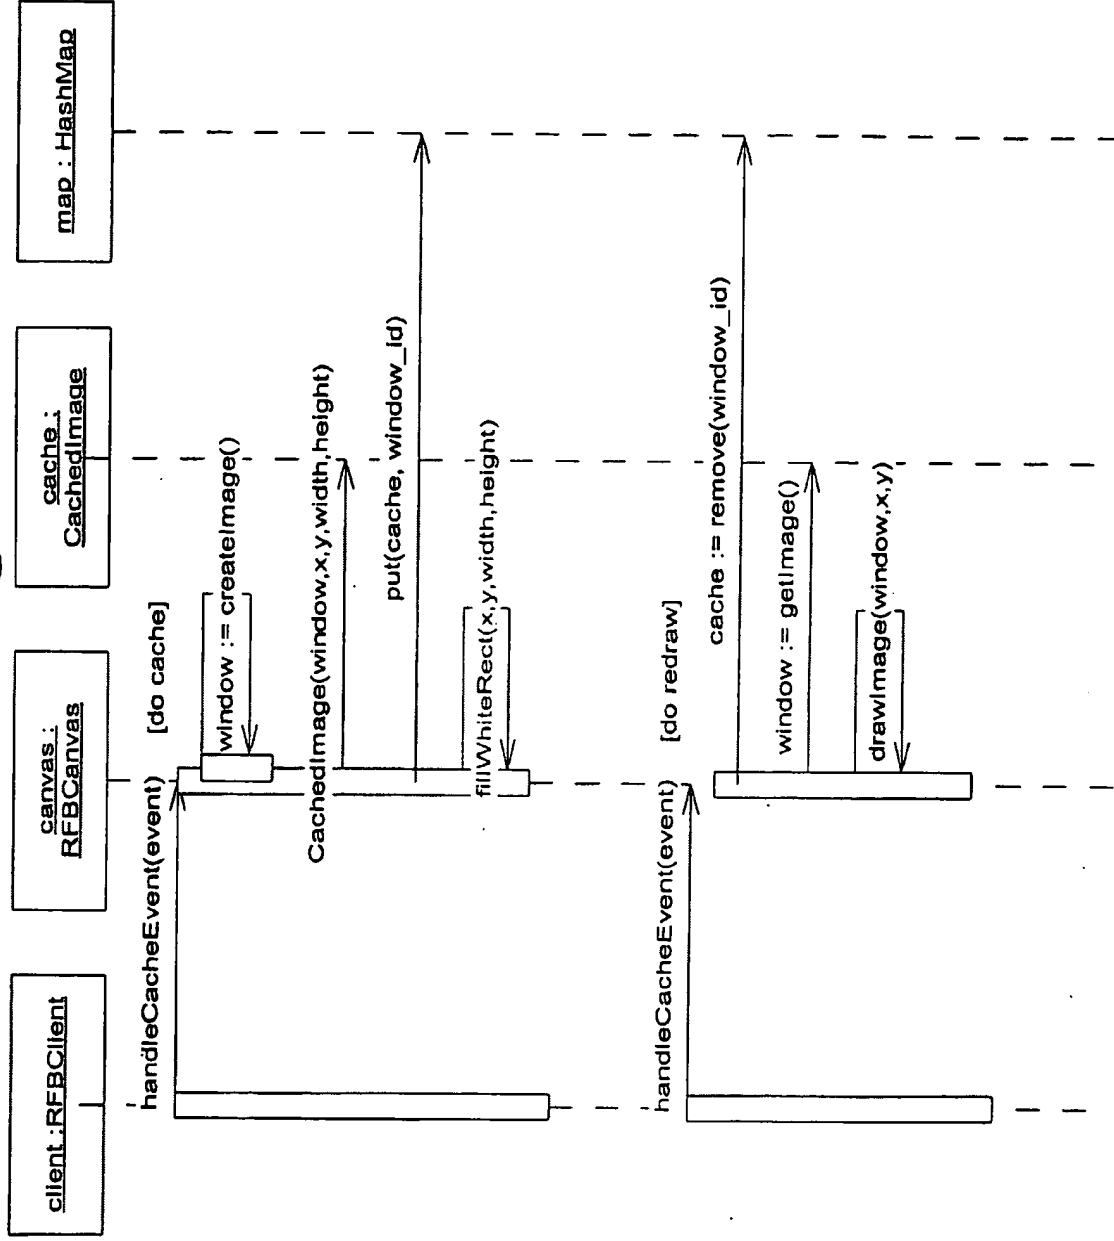 client :RFBClient
canvas :
RFBCanvas
cache :
CachedImage
map : HashMap
handleCacheEvent(event)
[do cache]
window := createImage()
CachedImage(window,x,y,width,height)
put(cache, window_id)
fillWhiteRect(x,y,width,height)
handleCacheEvent(event)
[do redraw]
cache := remove(window_id)
window := getImage()
drawImage(window,x,y)